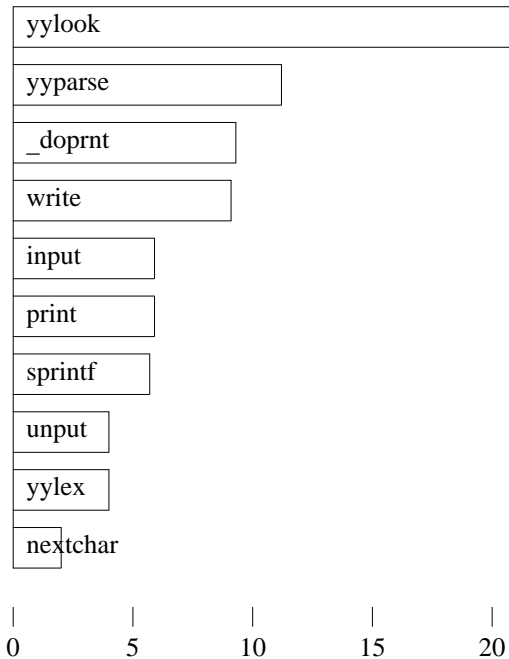 yylook
yyparse
_doprnt
write
input
print
sprintf
unput
yylex
nextchar
0 5 10 15 20